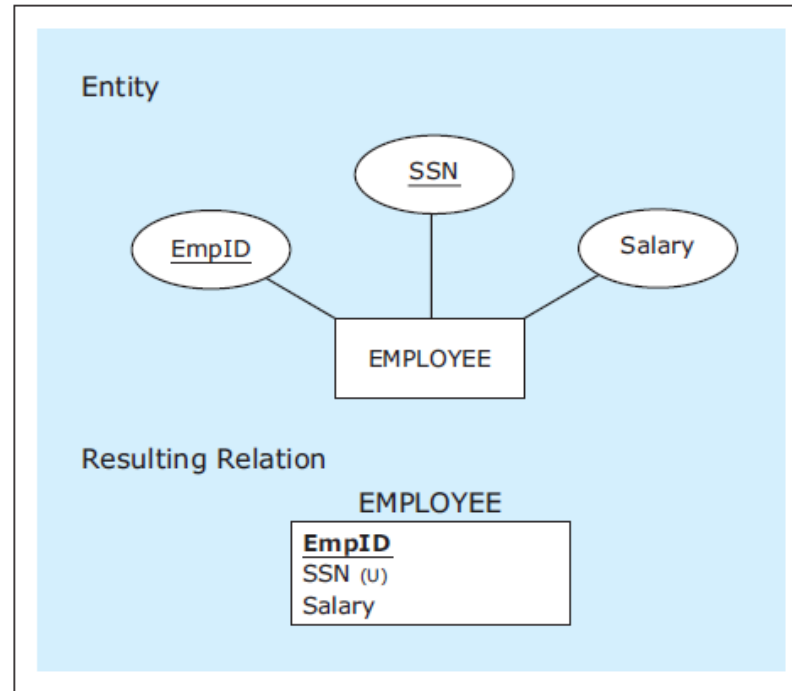 Entity
SSN
EmpID
Salary
EMPLOYEE
Resulting Relation
EMPLOYEE
EmpID
SSN (U)
Salary